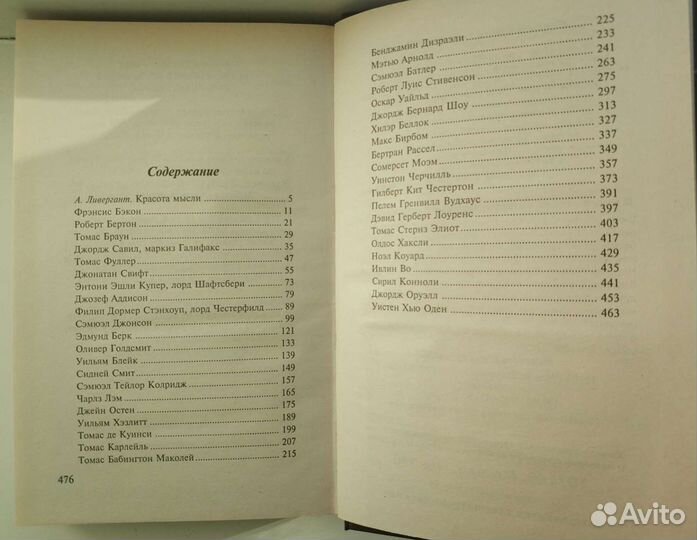 Содержание
А. Ливергант. Красота мысли 5
Фрэнсис Бэкон 11
Роберт Бертон 21
Томас Браун 29
Джордж Савил, маркиз Галифакс 35
Томас Фуллер 47
Джонатан Свифт 55
Энтони Эшли Купер, лорд Шафтсбери 73
Джозеф Аддисон 79
Филип Дормер Стэнхоуп, лорд Честерфилд 89
Сэмюэл Джонсон 99
Эдмунд Берк 121
Оливер Голдсмит 133
Уильям Блейк 139
Сидней Смит 149
Сэмюэл Тейлор Колридж 157
Чарлз Лэм 165
Джейн Остен 175
Уильям Хэзлитт 189
Томас де Куинси 199
Томас Карлейль 207
Томас Бабингтон Маколей 215
476
Бенджамин Дизраэли 225
Мэтью Арнолд 233
Сэмюэл Батлер 241
Роберт Луис Стивенсон 263
Оскар Уайльд 275
Джордж Бернард Шоу 297
Хилэр Беллок 313
Макс Бирбом 327
Бертран Рассел 337
Сомерсет Моэм 349
Уинстон Черчилль 357
Гилберт Кит Честертон 373
Пелем Гренвилл Вудхаус 391
Дэвид Герберт Лоуренс 397
Томас Стернз Элиот 403
Олдос Хаксли 417
Ноэл Коуард 429
Ивлин Во 435
Сирил Конноли 441
Джордж Оруэлл 453
Уистен Хью Оден 463
Avito